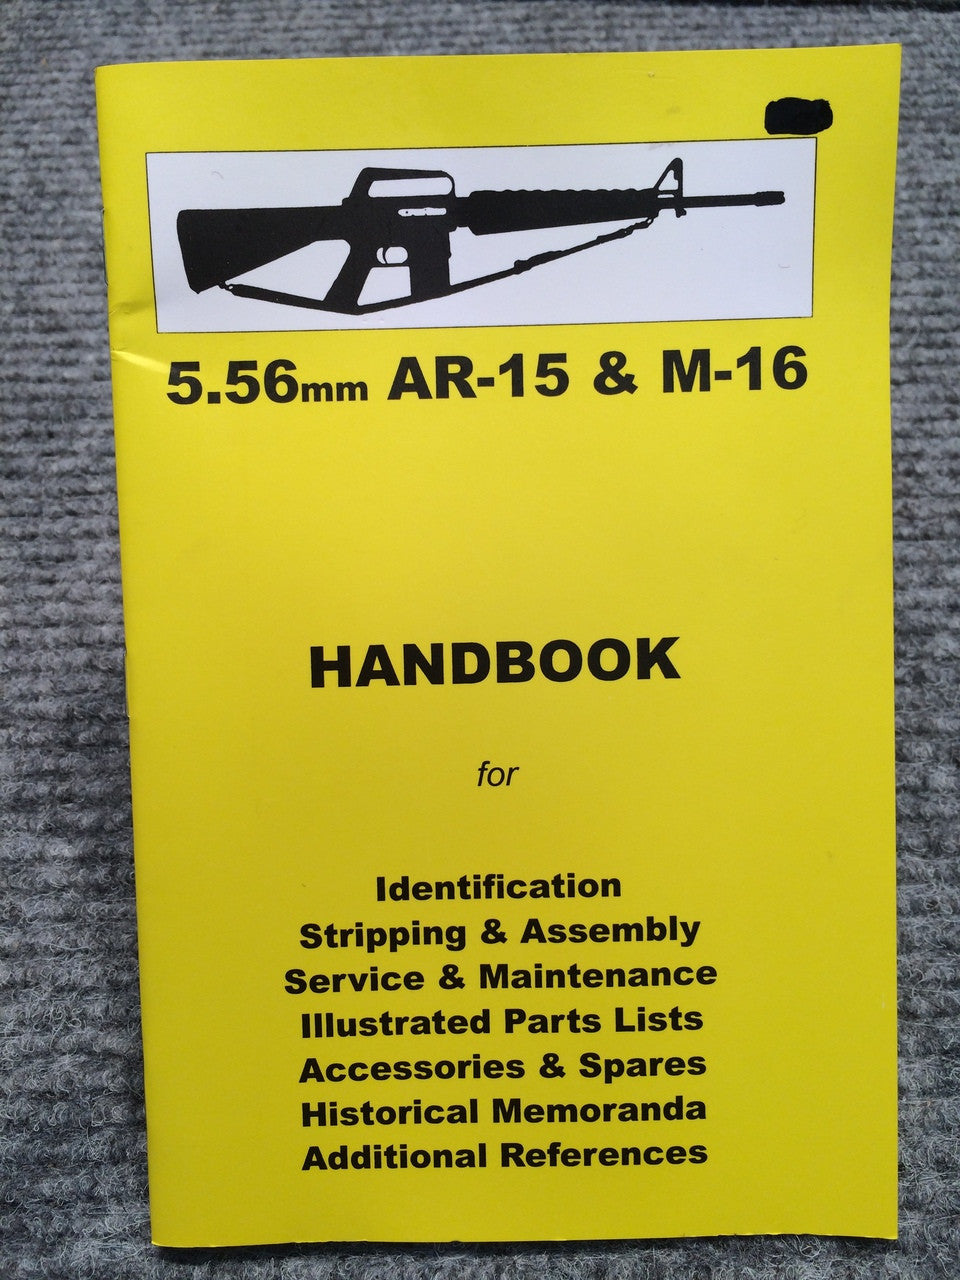 5.56mm AR-15 & M-16
HANDBOOK
for
Identification
Stripping & Assembly
Service & Maintenance
Illustrated Parts Lists
Accessories & Spares
Historical Memoranda
Additional References